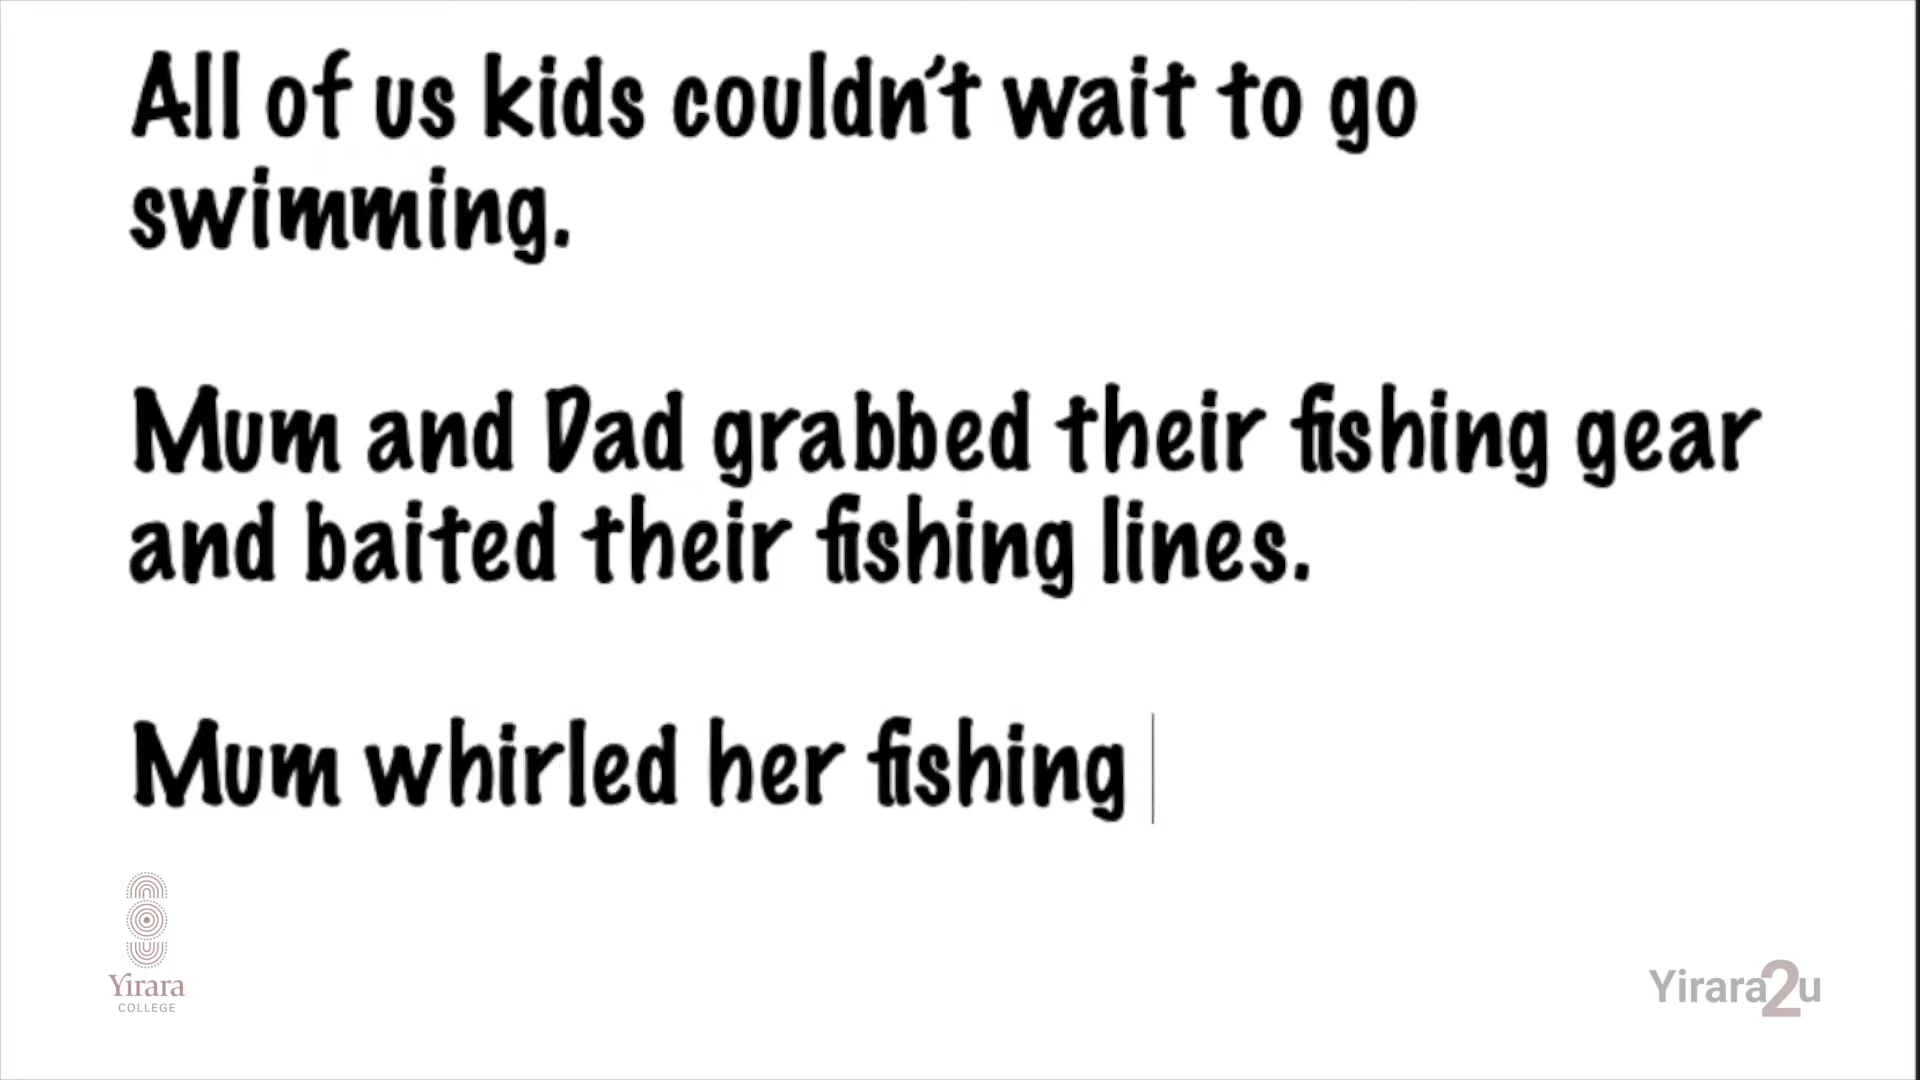 All of us kids couldn't wait to go
swimming.
Mum and Dad grabbed their fishing gear
and baited their fishing lines.
Mum whirled her fishing
Yirara
COLLEGE
Yirara2u